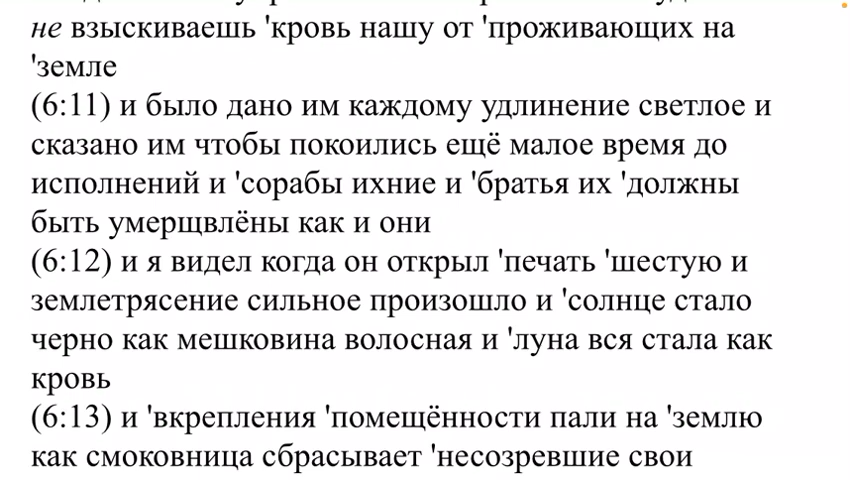 не взыскиваешь 'кровь нашу от 'проживающих на
'земле
(6:11) и было дано им каждому удлинение светлое и
сказано им чтобы покоились ещё малое время до
исполнений и 'сорабы ихние и 'братья их 'должны
быть умерщвлёны как и они
(6:12) и я видел когда он открыл 'печать 'шестую и
землетрясение сильное произошло и 'солнце стало
черно как мешковина волосная и 'луна вся стала как
кровь
(6:13) и 'вкрепления 'помещённости пали на 'землю
как смоковница сбрасывает 'несозревшие свои